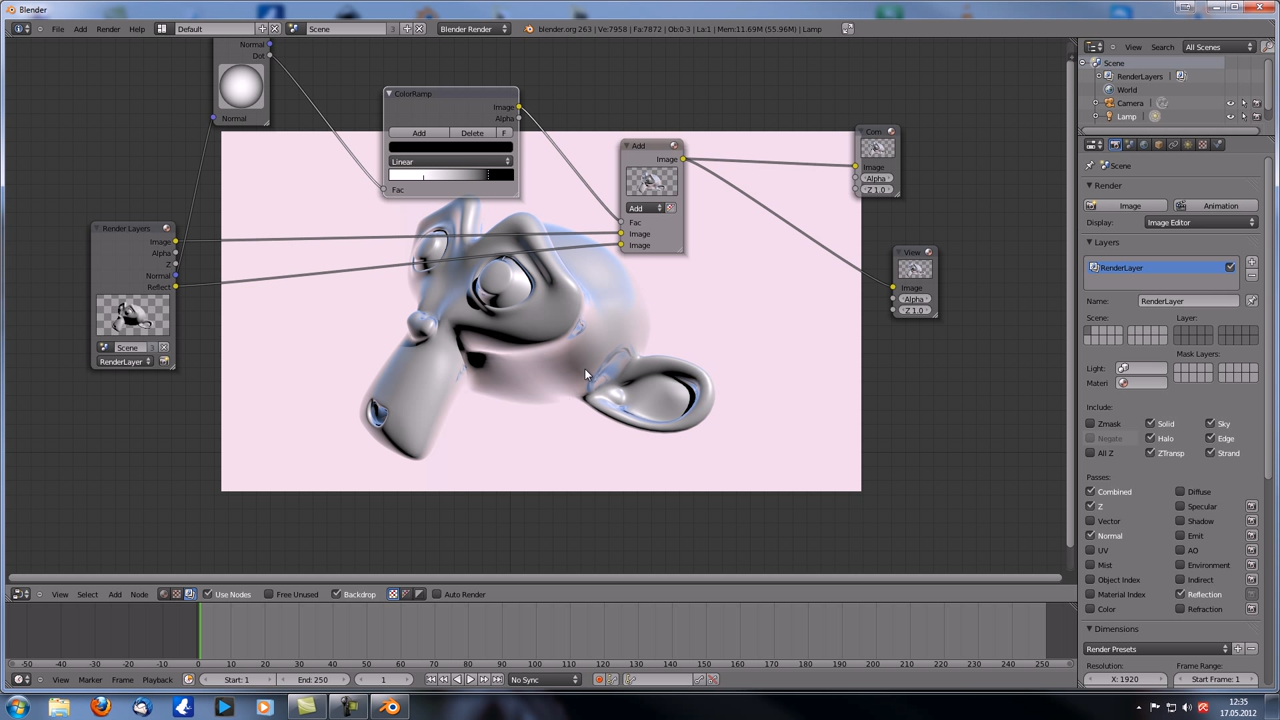 Blender
File Add Render Help Default Scene 3 Blender Render blender.org 263 | Ve:7958 | Fa:7872 | Ob:0-3 | La:1 | Mem:11.69M (55.96M) | Lamp
Normal
Dot
Normal
ColorRamp
Image
Alpha
Add Delete F
Linear
Fac
Add
Image
Add
Fac
Image
Image
Com
Image
Alpha
Z 1.0
View
Image
Alpha
Z 1.0
Render Layers
Image
Alpha
Z
Normal
Reflect
Scene 3
RenderLayer
View Select Add Node Use Nodes Free Unused Backdrop Auto Render
-50 -40 -30 -20 -10 0 10 20 30 40 50 60 70 80 90 100 110 120 130 140 150 160 170 180 190 200 210 220 230 240 250
View Marker Frame Playback Start: 1 End: 250 1 No Sync
View Search All Scenes
Scene
RenderLayers
World
Camera
Lamp
Scene
Render
Image Animation
Display: Image Editor
Layers
RenderLayer
Name: RenderLayer
Scene: Layer:
Mask Layers:
Light:
Materi
Include:
Zmask Solid Sky
Negate Halo Edge
All Z ZTransp Strand
Passes:
Combined Diffuse
Z Specular
Vector Shadow
Normal Emit
UV AO
Mist Environment
Object Index Indirect
Material Index Reflection
Color Refraction
Dimensions
Render Presets
Resolution: Frame Range:
X: 1920 Start Frame: 1
12:35
17.05.2012